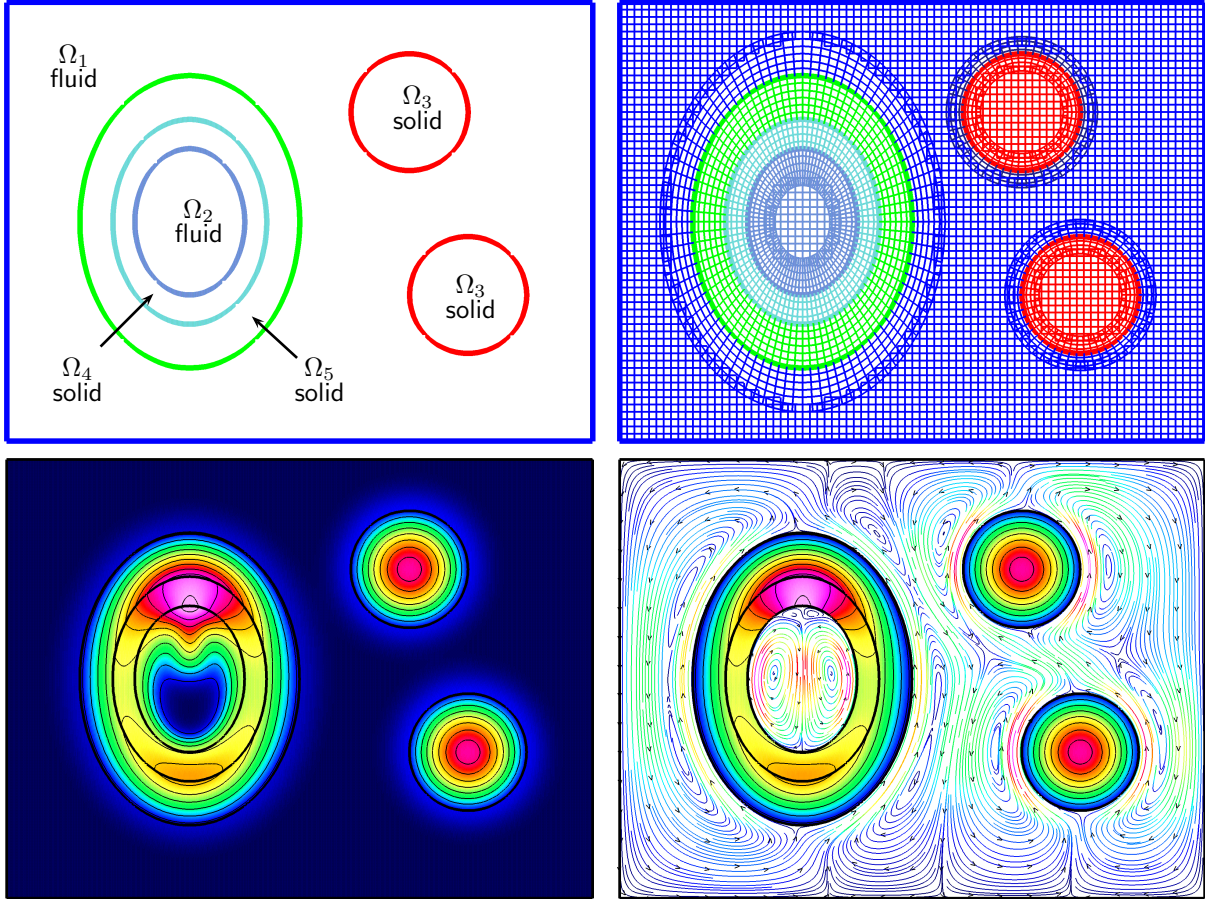 Ω₁
fluid
Ω₃
solid
Ω₂
fluid
Ω₃
solid
Ω₄
solid
Ω₅
solid